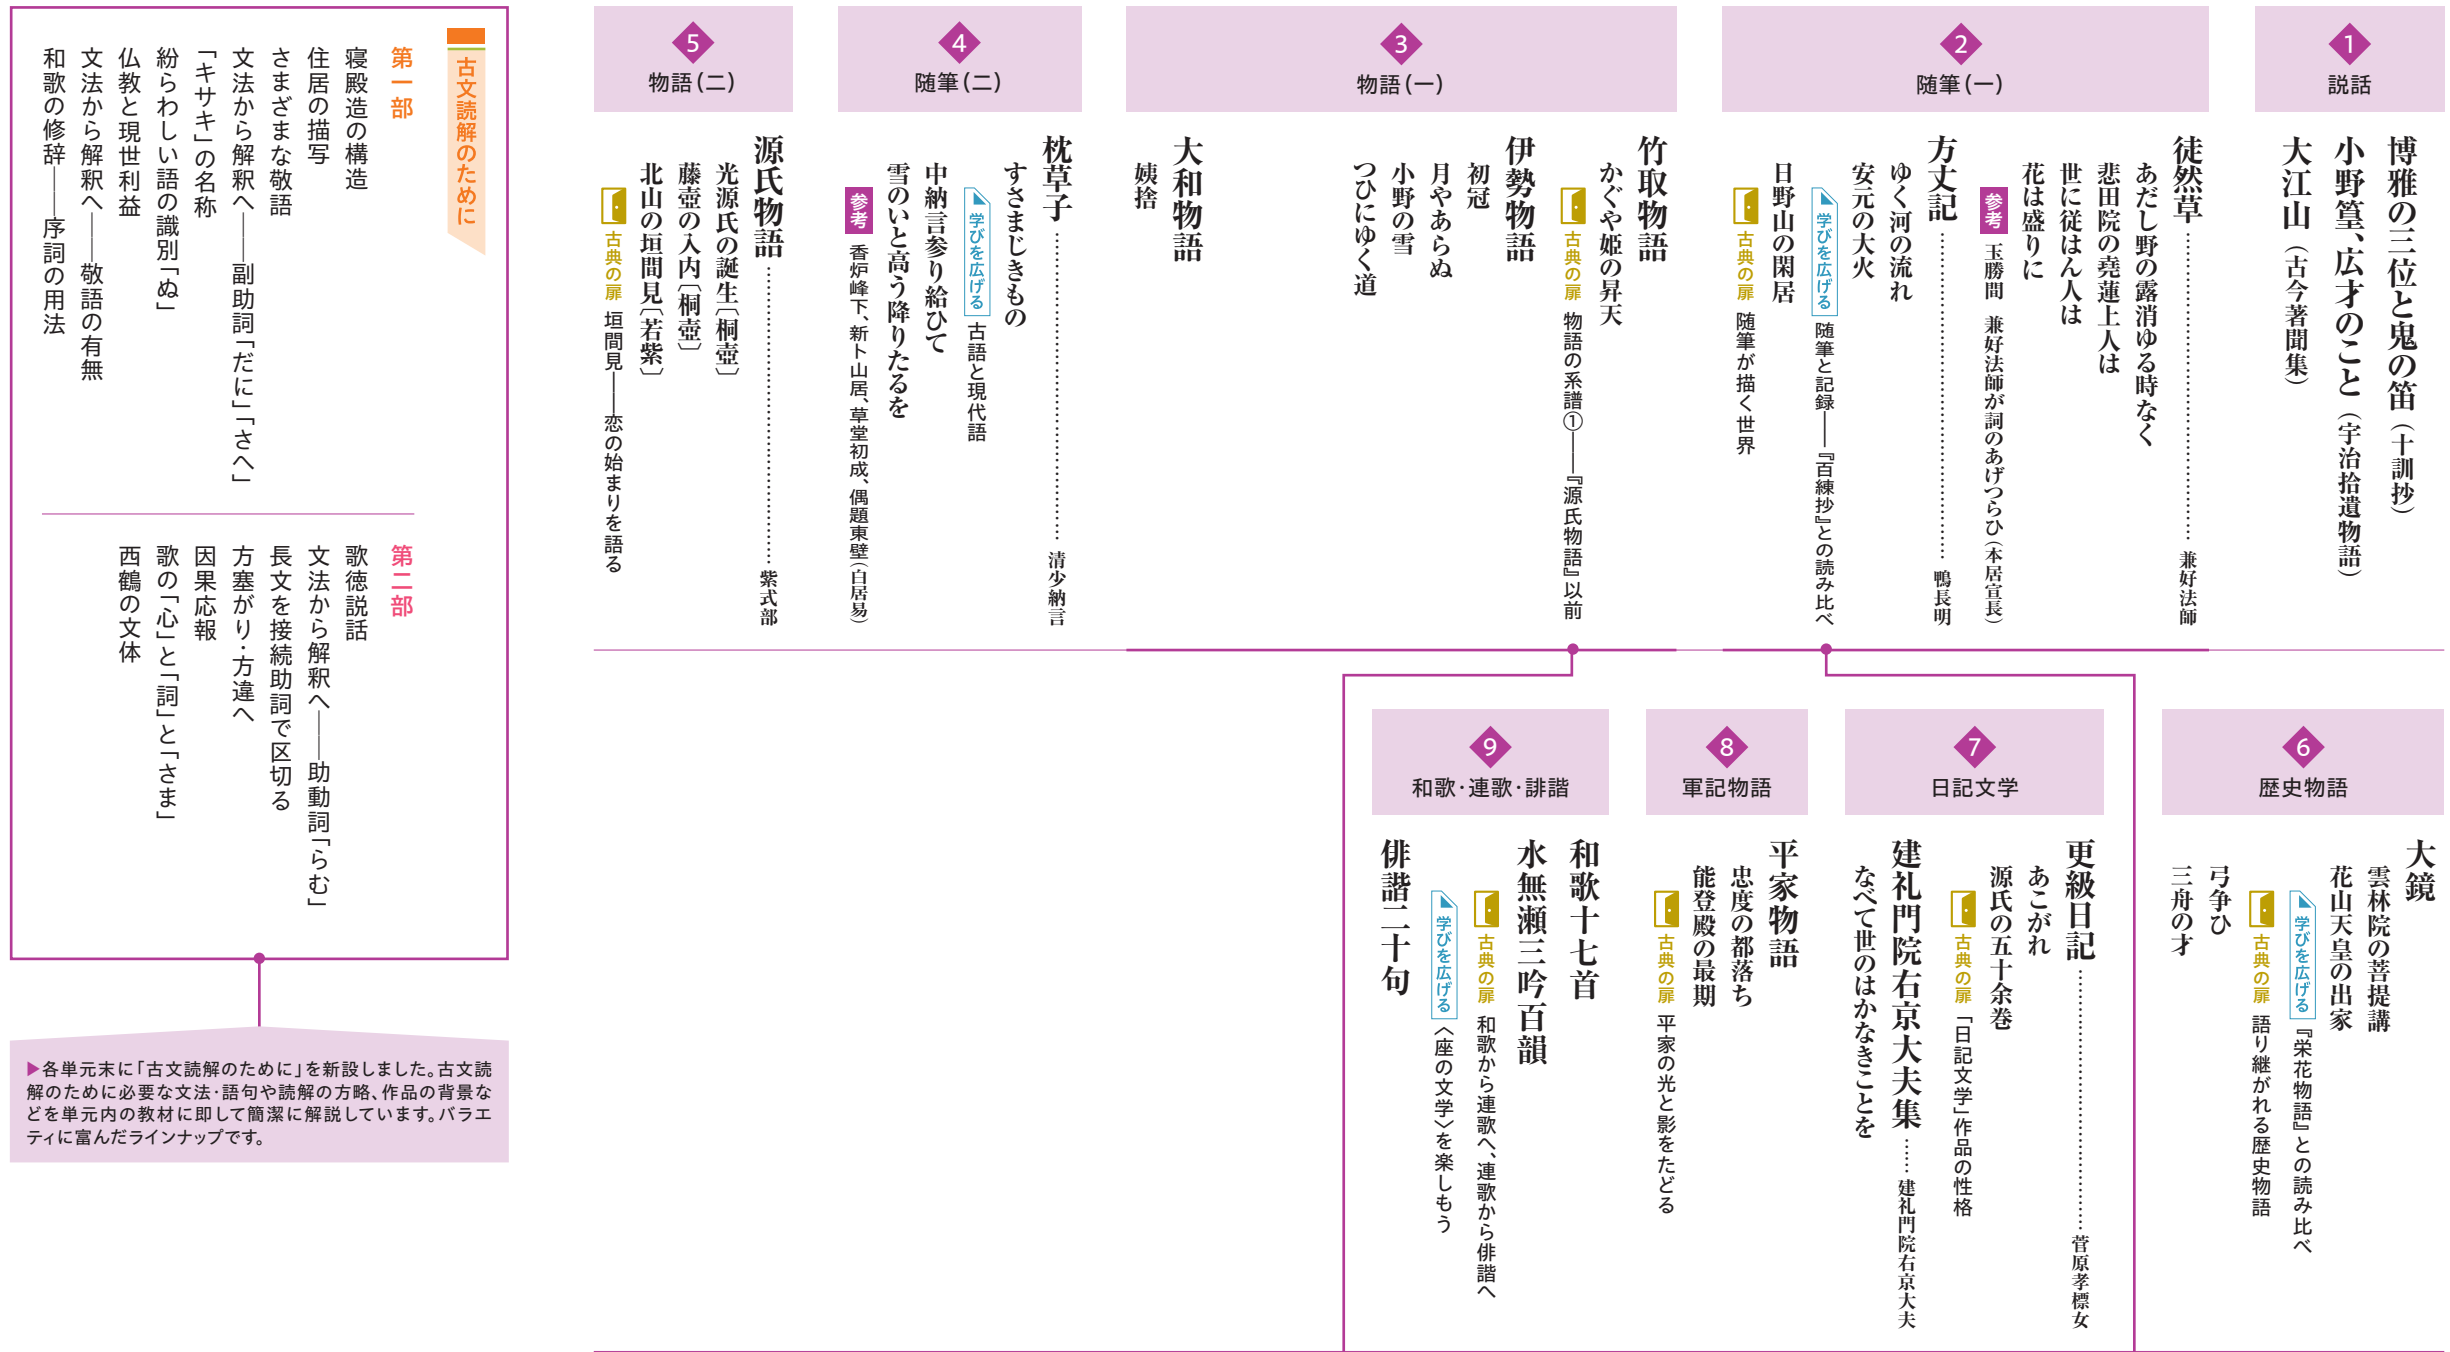 1
説話
博雅の三位と鬼の笛（十訓抄）
小野篁、広才のこと（宇治拾遺物語）
大江山（古今著聞集）
2
随筆（一）
徒然草……兼好法師
あだし野の露消ゆる時なく
悲田院の尭蓮上人は
世に従はん人は
花は盛りに
参考 玉勝間 兼好法師が詞のあげつらひ（本居宣長）
方丈記……鴨長明
ゆく河の流れ
安元の大火
学びを広げる 随筆と記録――『百練抄』との読み比べ
日野山の閑居
古典の扉 随筆が描く世界
3
物語（一）
竹取物語
かぐや姫の昇天
古典の扉 物語の系譜①――『源氏物語』以前
伊勢物語
初冠
月やあらぬ
小野の雪
つひにゆく道
大和物語
姨捨
4
随筆（二）
枕草子……清少納言
すさまじきもの
学びを広げる 古語と現代語
中納言参り給ひて
雪のいと高う降りたるを
参考 香炉峰下、新卜山居、草堂初成、偶題東壁（白居易）
5
物語（二）
源氏物語……紫式部
光源氏の誕生〔桐壺〕
藤壺の入内〔桐壺〕
北山の垣間見〔若紫〕
古典の扉 垣間見――恋の始まりを語る
6
歴史物語
大鏡
雲林院の菩提講
花山天皇の出家
学びを広げる 『栄花物語』との読み比べ
古典の扉 語り継がれる歴史物語
弓争ひ
三舟の才
7
日記文学
更級日記……菅原孝標女
あこがれ
源氏の五十余巻
古典の扉 「日記文学」作品の性格
建礼門院右京大夫集……建礼門院右京大夫
なべて世のはかなきことを
8
軍記物語
平家物語
忠度の都落ち
能登殿の最期
古典の扉 平家の光と影をたどる
9
和歌・連歌・誹諧
和歌十七首
水無瀬三吟百韻
古典の扉 和歌から連歌へ、連歌から俳諧へ
学びを広げる 〈座の文学〉を楽しもう
俳諧二十句
古文読解のために
第一部
寝殿造の構造
住居の描写
さまざまな敬語
文法から解釈へ――副助詞「だに」「さへ」
「キサキ」の名称
紛らわしい語の識別「ぬ」
仏教と現世利益
文法から解釈へ――敬語の有無
和歌の修辞――序詞の用法
第二部
歌徳説話
文法から解釈へ――助動詞「らむ」
長文を接続助詞で区切る
方塞がり・方違へ
因果応報
歌の「心」と「詞」と「さま」
西鶴の文体
▶各単元末に「古文読解のために」を新設しました。古文読
解のために必要な文法・語句や読解の方略、作品の背景な
どを単元内の教材に即して簡潔に解説しています。バラエ
ティに富んだラインナップです。